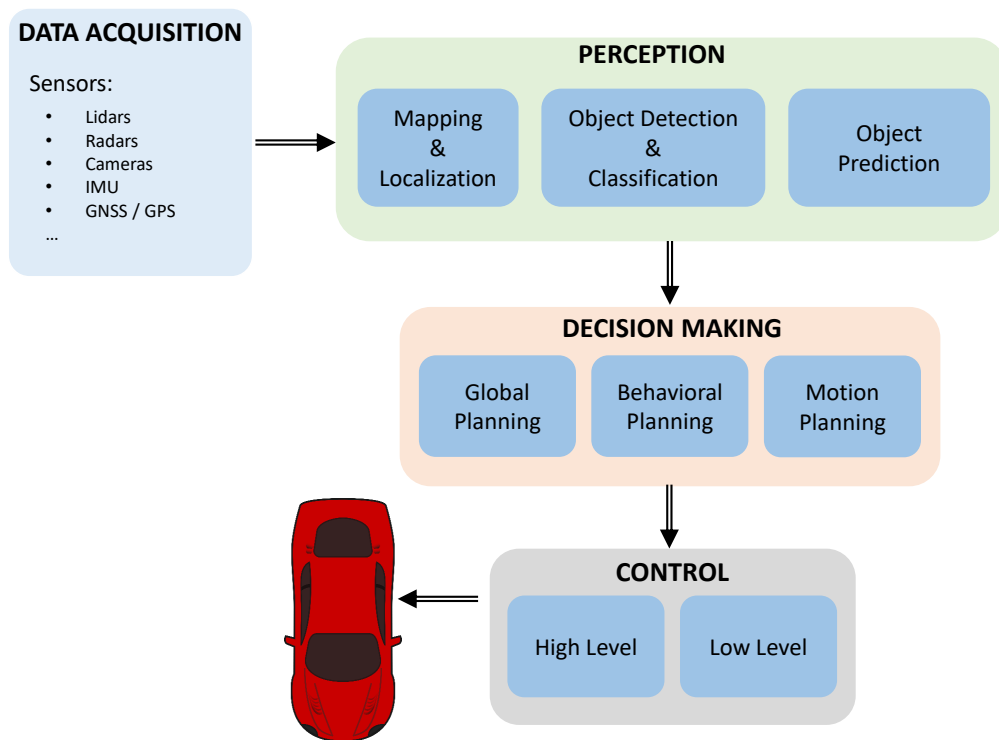 DATA ACQUISITION
Sensors:
• Lidars
• Radars
• Cameras
• IMU
• GNSS / GPS
…
PERCEPTION
Mapping
&
Localization
Object Detection
&
Classification
Object
Prediction
DECISION MAKING
Global
Planning
Behavioral
Planning
Motion
Planning
CONTROL
High Level
Low Level